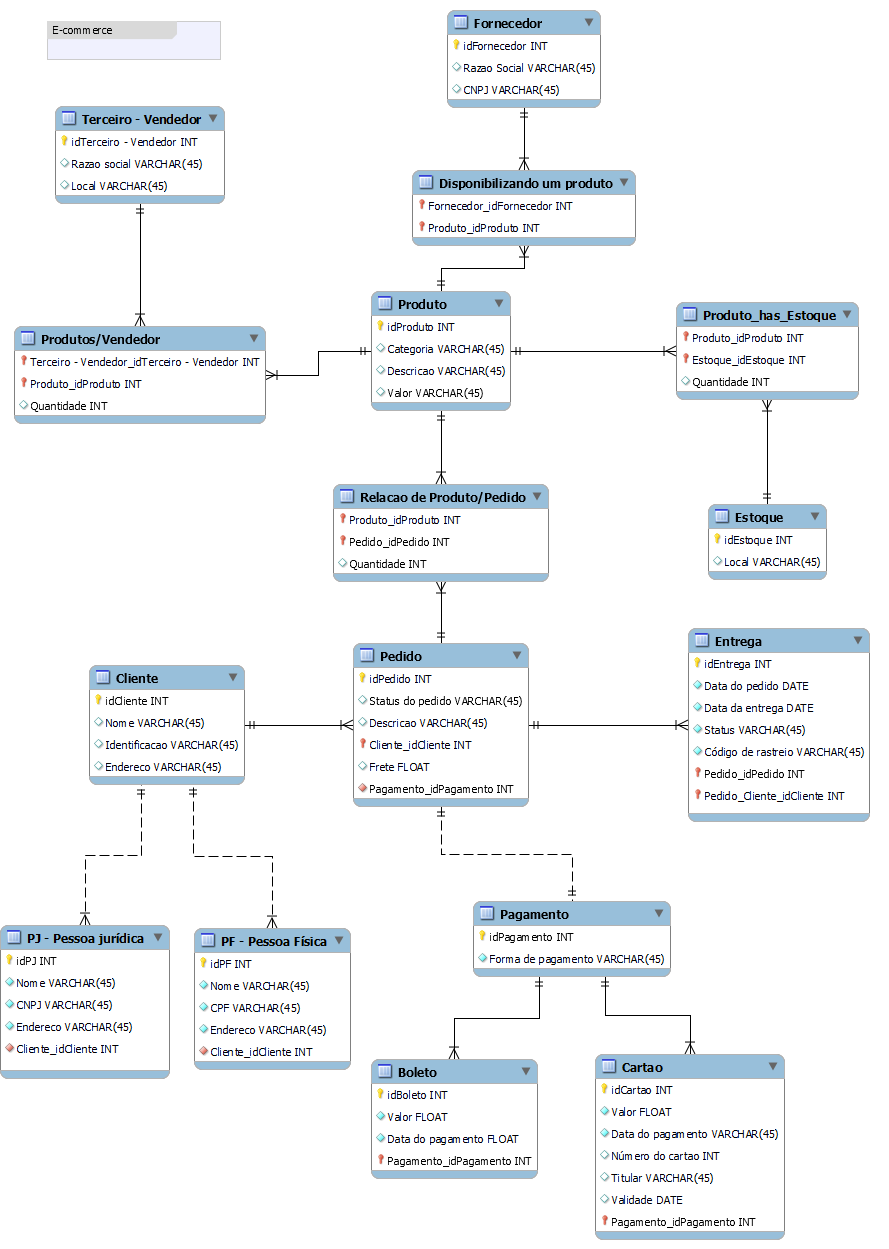 E-commerce
Fornecedor
idFornecedor INT
Razao Social VARCHAR(45)
CNPJ VARCHAR(45)
Terceiro - Vendedor
idTerceiro - Vendedor INT
Razao social VARCHAR(45)
Local VARCHAR(45)
Disponibilizando um produto
Fornecedor_idFornecedor INT
Produto_idProduto INT
Produto
idProduto INT
Categoria VARCHAR(45)
Descricao VARCHAR(45)
Valor VARCHAR(45)
Produto_has_Estoque
Produto_idProduto INT
Estoque_idEstoque INT
Quantidade INT
Produtos/Vendedor
Terceiro - Vendedor_idTerceiro - Vendedor INT
Produto_idProduto INT
Quantidade INT
Relacao de Produto/Pedido
Produto_idProduto INT
Pedido_idPedido INT
Quantidade INT
Estoque
idEstoque INT
Local VARCHAR(45)
Entrega
idEntrega INT
Data do pedido DATE
Data da entrega DATE
Status VARCHAR(45)
Código de rastreio VARCHAR(45)
Pedido_idPedido INT
Pedido_Cliente_idCliente INT
Pedido
idPedido INT
Status do pedido VARCHAR(45)
Descricao VARCHAR(45)
Cliente_idCliente INT
Frete FLOAT
Pagamento_idPagamento INT
Cliente
idCliente INT
Nome VARCHAR(45)
Identificacao VARCHAR(45)
Endereco VARCHAR(45)
PJ - Pessoa jurídica
idPJ INT
Nome VARCHAR(45)
CNPJ VARCHAR(45)
Endereco VARCHAR(45)
Cliente_idCliente INT
PF - Pessoa Física
idPF INT
Nome VARCHAR(45)
CPF VARCHAR(45)
Endereco VARCHAR(45)
Cliente_idCliente INT
Pagamento
idPagamento INT
Forma de pagamento VARCHAR(45)
Boleto
idBoleto INT
Valor FLOAT
Data do pagamento FLOAT
Pagamento_idPagamento INT
Cartao
idCartao INT
Valor FLOAT
Data do pagamento VARCHAR(45)
Número do cartao INT
Titular VARCHAR(45)
Validade DATE
Pagamento_idPagamento INT